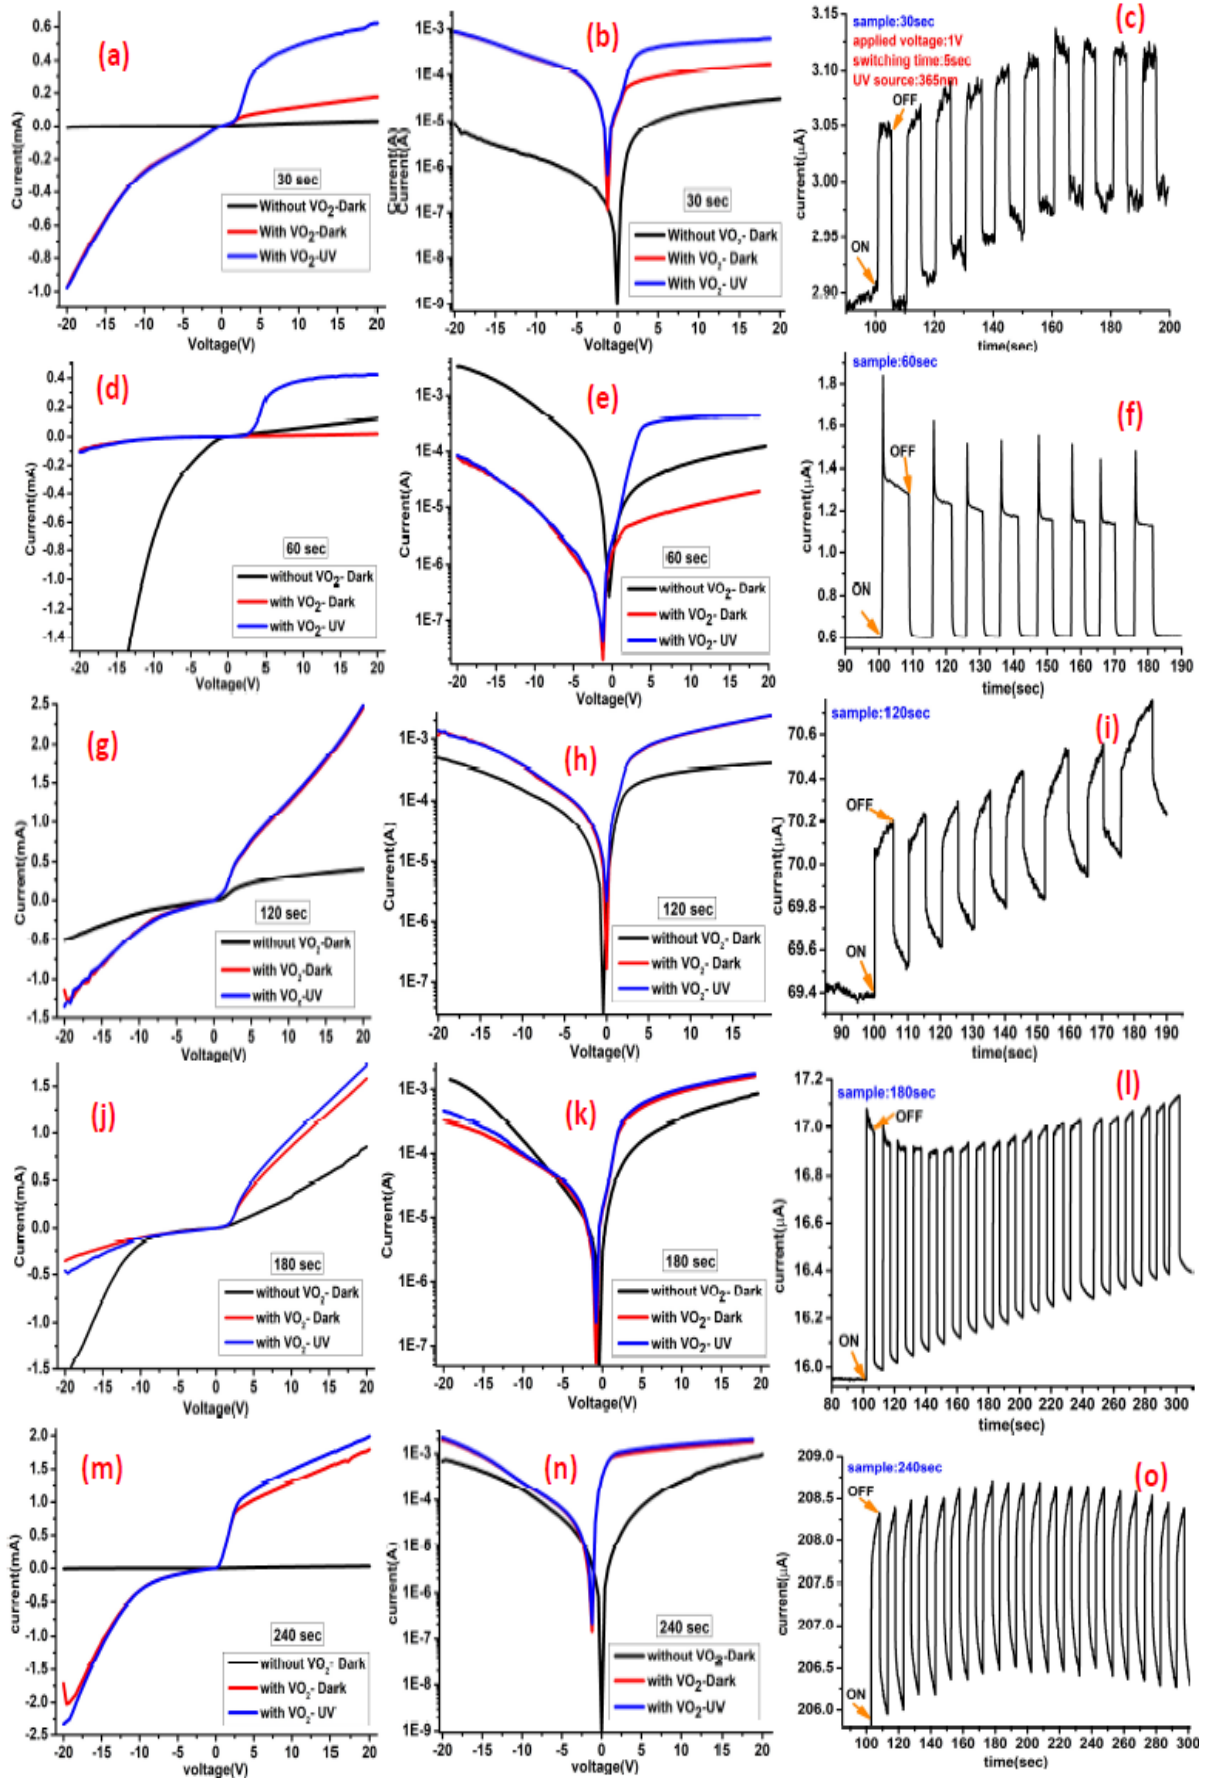 (a)
0.6
0.4
0.2
0.0
-0.2
-0.4
-0.6
-0.8
-1.0
Current(mA)
30 sec
Without VO2-Dark
With VO2-Dark
With VO2-UV
-20 -15 -10 -5 0 5 10 15 20
Voltage(V)
(b)
1E-3
1E-4
1E-5
1E-6
1E-7
1E-8
1E-9
Current(A)
Current(A)
30 sec
Without VO2- Dark
With VO2- Dark
With VO2- UV
-20 -15 -10 -5 0 5 10 15 20
Voltage(V)
(c)
sample:30sec
applied voltage:1V
switching time:5sec
UV source:365nm
3.15
3.10
3.05
3.00
2.95
2.90
current(µA)
OFF
ON
100 120 140 160 180 200
time(sec)
(d)
0.6
0.4
0.2
0.0
-0.2
-0.4
-0.6
-0.8
-1.0
-1.2
-1.4
Current(mA)
60 sec
without VO2- Dark
with VO2- Dark
with VO2- UV
-20 -15 -10 -5 0 5 10 15 20
Voltage(V)
(e)
1E-3
1E-4
1E-5
1E-6
1E-7
Current(A)
60 sec
without VO2- Dark
with VO2- Dark
with VO2- UV
-20 -15 -10 -5 0 5 10 15 20
Voltage(V)
(f)
sample:60sec
1.8
1.6
1.4
1.2
1.0
0.8
0.6
current(µA)
OFF
ON
90 100 110 120 130 140 150 160 170 180 190
time(sec)
(g)
2.5
2.0
1.5
1.0
0.5
0.0
0.5
-1.0
-1.5
Current(mA)
120 sec
without VO2-Dark
with VO2-Dark
with VO2-UV
-20 -15 -10 -5 0 5 10 15 20
Voltage(V)
(h)
1E-3
1E-4
1E-5
1E-6
1E-7
Current(A)
120 sec
without VO2- Dark
with VO2- Dark
with VO2- UV
-20 -15 -10 -5 0 5 10 15 20
Voltage(V)
(i)
sample:120sec
70.6
70.4
70.2
70.0
69.8
69.6
69.4
current(µA)
OFF
ON
90 100 110 120 130 140 150 160 170 180 190
time(sec)
(j)
1.5
1.0
0.5
0.0
-0.5
-1.0
-1.5
Current(mA)
180 sec
without VO2- Dark
with VO2- Dark
with VO2- UV
-20 -15 -10 -5 0 5 10 15 20
Voltage(V)
(k)
1E-3
1E-4
1E-5
1E-6
1E-7
Current(A)
180 sec
without VO2- Dark
with VO2- Dark
with VO2- UV
-20 -15 -10 -5 0 5 10 15 20
Voltage(V)
(l)
sample:180sec
17.2
17.0
16.8
16.6
16.4
16.2
16.0
current(µA)
OFF
ON
80 100 120 140 160 180 200 220 240 260 280 300
time(sec)
(m)
2.0
1.5
1.0
0.5
0.0
-0.5
-1.0
-1.5
-2.0
-2.5
current(mA)
240 sec
without VO2- Dark
with VO2- Dark
with VO2- UV
-20 -15 -10 -5 0 5 10 15 20
voltage(V)
(n)
1E-3
1E-4
1E-5
1E-6
1E-7
1E-8
1E-9
current(A)
240 sec
without VO2-Dark
with VO2-Dark
with VO2-UV
-20 -15 -10 -5 0 5 10 15 20
voltage(V)
(o)
sample:240sec
209.0
208.5
208.0
207.5
207.0
206.5
206.0
current(µA)
OFF
ON
100 120 140 160 180 200 220 240 260 280 300
time(sec)